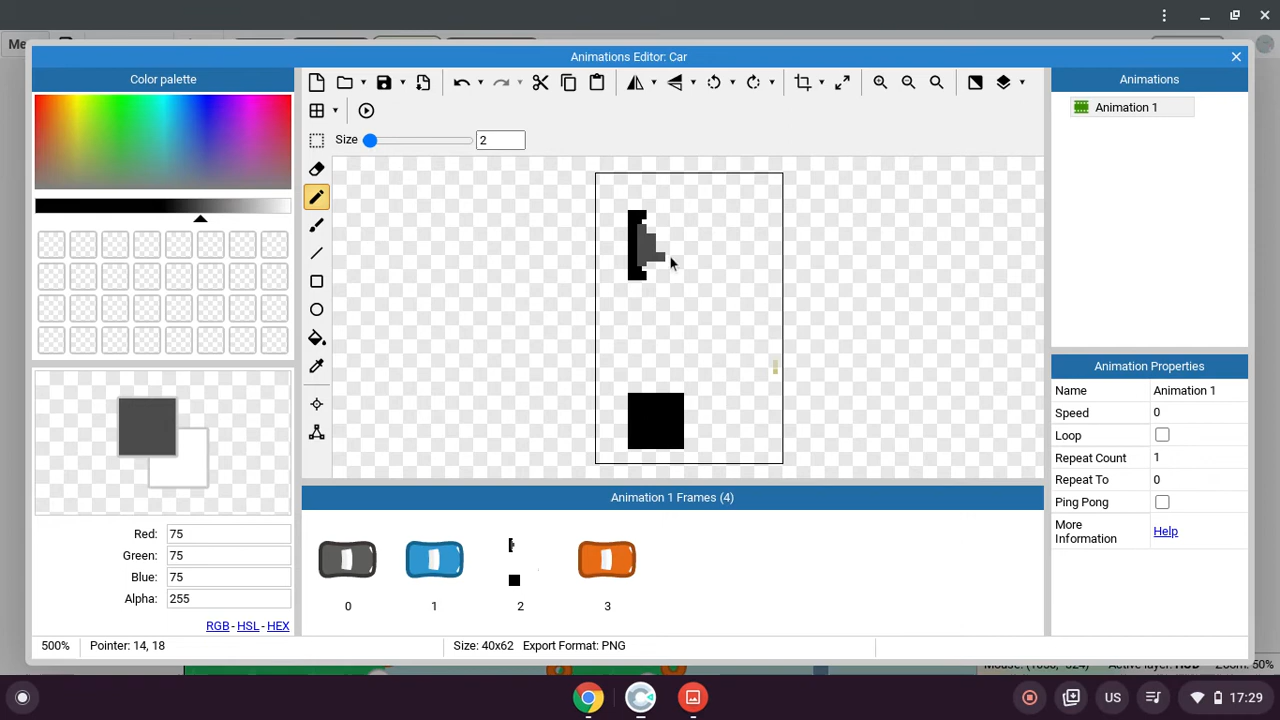 Me
Animations Editor: Car
Color palette
Animations
Animation 1
Size
2
Animation Properties
Name Animation 1
Speed 0
Loop
Repeat Count 1
Repeat To 0
Ping Pong
More Information Help
Animation 1 Frames (4)
0 1 2 3
Red: 75
Green: 75
Blue: 75
Alpha: 255
RGB - HSL - HEX
500% Pointer: 14, 18 Size: 40x62 Export Format: PNG
US 17:29